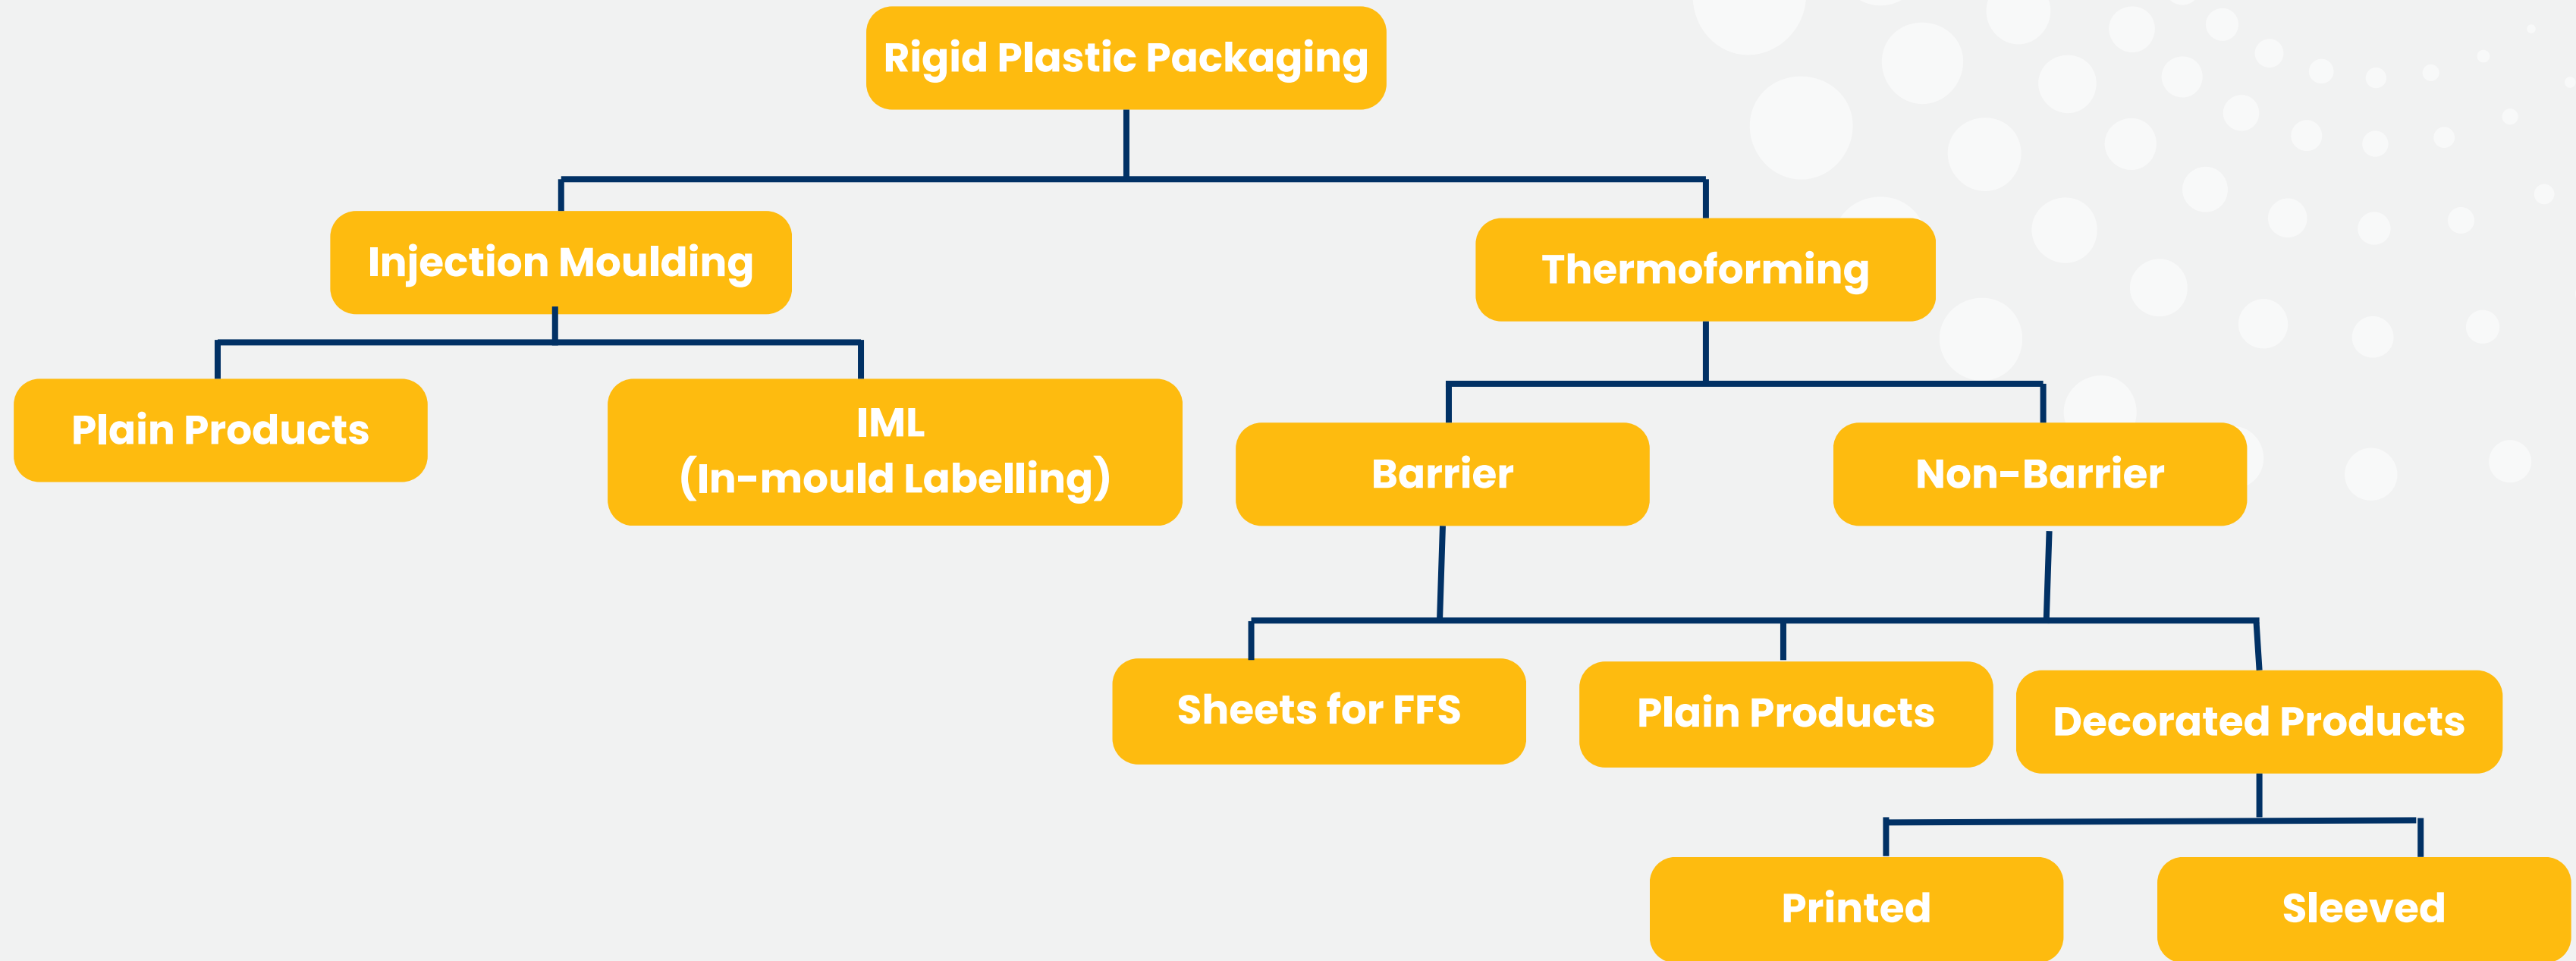 Rigid Plastic Packaging
Injection Moulding
Thermoforming
Plain Products
IML
(In-mould Labelling)
Barrier
Non-Barrier
Sheets for FFS
Plain Products
Decorated Products
Printed
Sleeved